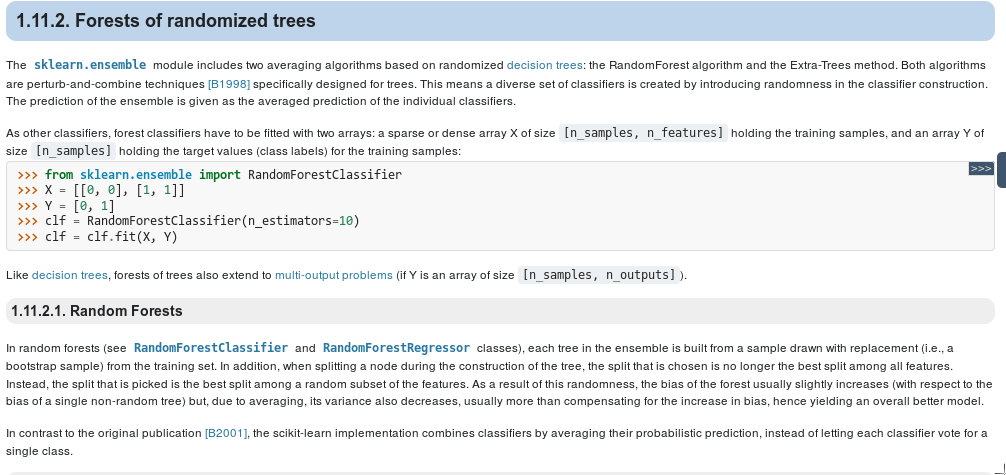 1.11.2. Forests of randomized trees
The sklearn.ensemble module includes two averaging algorithms based on randomized decision trees: the RandomForest algorithm and the Extra-Trees method. Both algorithms
are perturb-and-combine techniques [B1998] specifically designed for trees. This means a diverse set of classifiers is created by introducing randomness in the classifier construction.
The prediction of the ensemble is given as the averaged prediction of the individual classifiers.
As other classifiers, forest classifiers have to be fitted with two arrays: a sparse or dense array X of size [n_samples, n_features] holding the training samples, and an array Y of
size [n_samples] holding the target values (class labels) for the training samples:
>>>
>>> from sklearn.ensemble import RandomForestClassifier
>>> X = [[0, 0], [1, 1]]
>>> Y = [0, 1]
>>> clf = RandomForestClassifier(n_estimators=10)
>>> clf = clf.fit(X, Y)
Like decision trees, forests of trees also extend to multi-output problems (if Y is an array of size [n_samples, n_outputs]).
1.11.2.1. Random Forests
In random forests (see RandomForestClassifier and RandomForestRegressor classes), each tree in the ensemble is built from a sample drawn with replacement (i.e., a
bootstrap sample) from the training set. In addition, when splitting a node during the construction of the tree, the split that is chosen is no longer the best split among all features.
Instead, the split that is picked is the best split among a random subset of the features. As a result of this randomness, the bias of the forest usually slightly increases (with respect to the
bias of a single non-random tree) but, due to averaging, its variance also decreases, usually more than compensating for the increase in bias, hence yielding an overall better model.
In contrast to the original publication [B2001], the scikit-learn implementation combines classifiers by averaging their probabilistic prediction, instead of letting each classifier vote for a
single class.